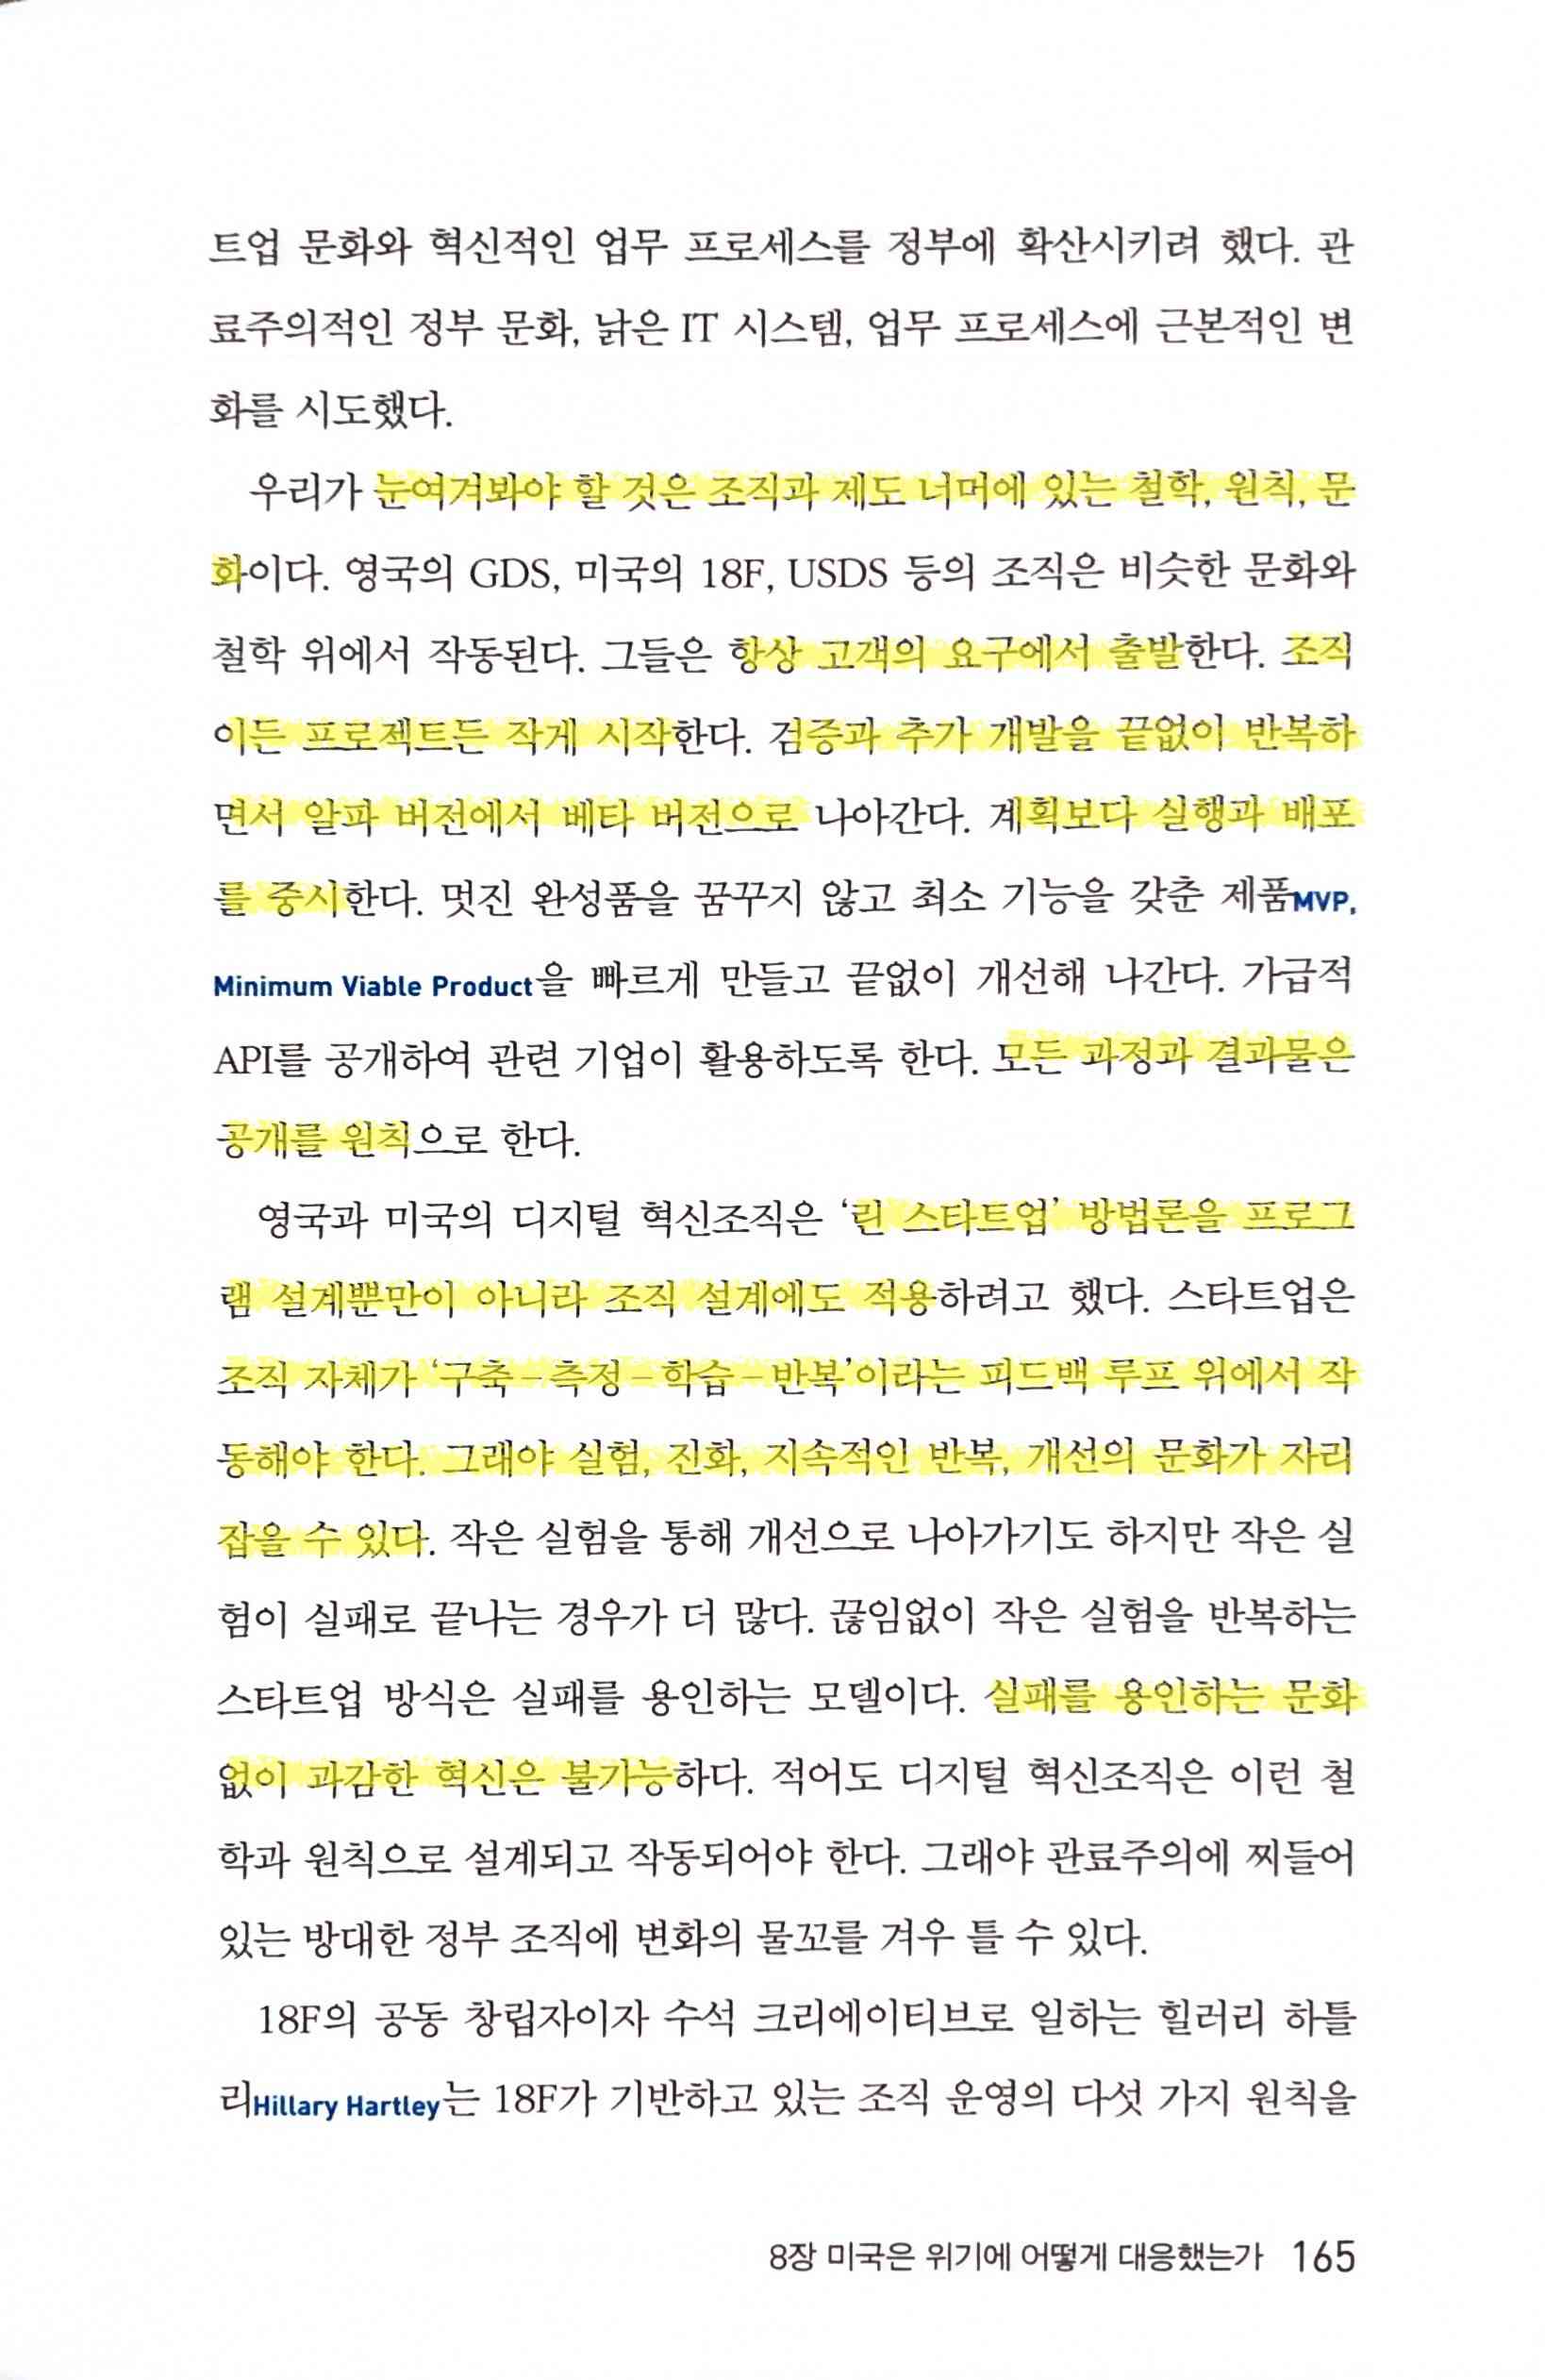 트업 문화와 혁신적인 업무 프로세스를 정부에 확산시키려 했다. 관
료주의적인 정부 문화, 낡은 IT 시스템, 업무 프로세스에 근본적인 변
화를 시도했다.
우리가 눈여겨봐야 할 것은 조직과 제도 너머에 있는 철학, 원칙, 문
화이다. 영국의 GDS, 미국의 18F, USDS 등의 조직은 비슷한 문화와
철학 위에서 작동된다. 그들은 항상 고객의 요구에서 출발한다. 조직
이든 프로젝트든 작게 시작한다. 검증과 추가 개발을 끝없이 반복하
면서 알파 버전에서 베타 버전으로 나아간다. 계획보다 실행과 배포
를 중시한다. 멋진 완성품을 꿈꾸지 않고 최소 기능을 갖춘 제품MVP,
Minimum Viable Product을 빠르게 만들고 끝없이 개선해 나간다. 가급적
API를 공개하여 관련 기업이 활용하도록 한다. 모든 과정과 결과물은
공개를 원칙으로 한다.
영국과 미국의 디지털 혁신조직은 ‘린 스타트업’ 방법론을 프로그
램 설계뿐만이 아니라 조직 설계에도 적용하려고 했다. 스타트업은
조직 자체가 ‘구축–측정–학습–반복’이라는 피드백 루프 위에서 작
동해야 한다. 그래야 실험, 진화, 지속적인 반복, 개선의 문화가 자리
잡을 수 있다. 작은 실험을 통해 개선으로 나아가기도 하지만 작은 실
험이 실패로 끝나는 경우가 더 많다. 끊임없이 작은 실험을 반복하는
스타트업 방식은 실패를 용인하는 모델이다. 실패를 용인하는 문화
없이 과감한 혁신은 불가능하다. 적어도 디지털 혁신조직은 이런 철
학과 원칙으로 설계되고 작동되어야 한다. 그래야 관료주의에 찌들어
있는 방대한 정부 조직에 변화의 물꼬를 겨우 틀 수 있다.
18F의 공동 창립자이자 수석 크리에이티브로 일하는 힐러리 하틀
리Hillary Hartley는 18F가 기반하고 있는 조직 운영의 다섯 가지 원칙을
8장 미국은 위기에 어떻게 대응했는가 165